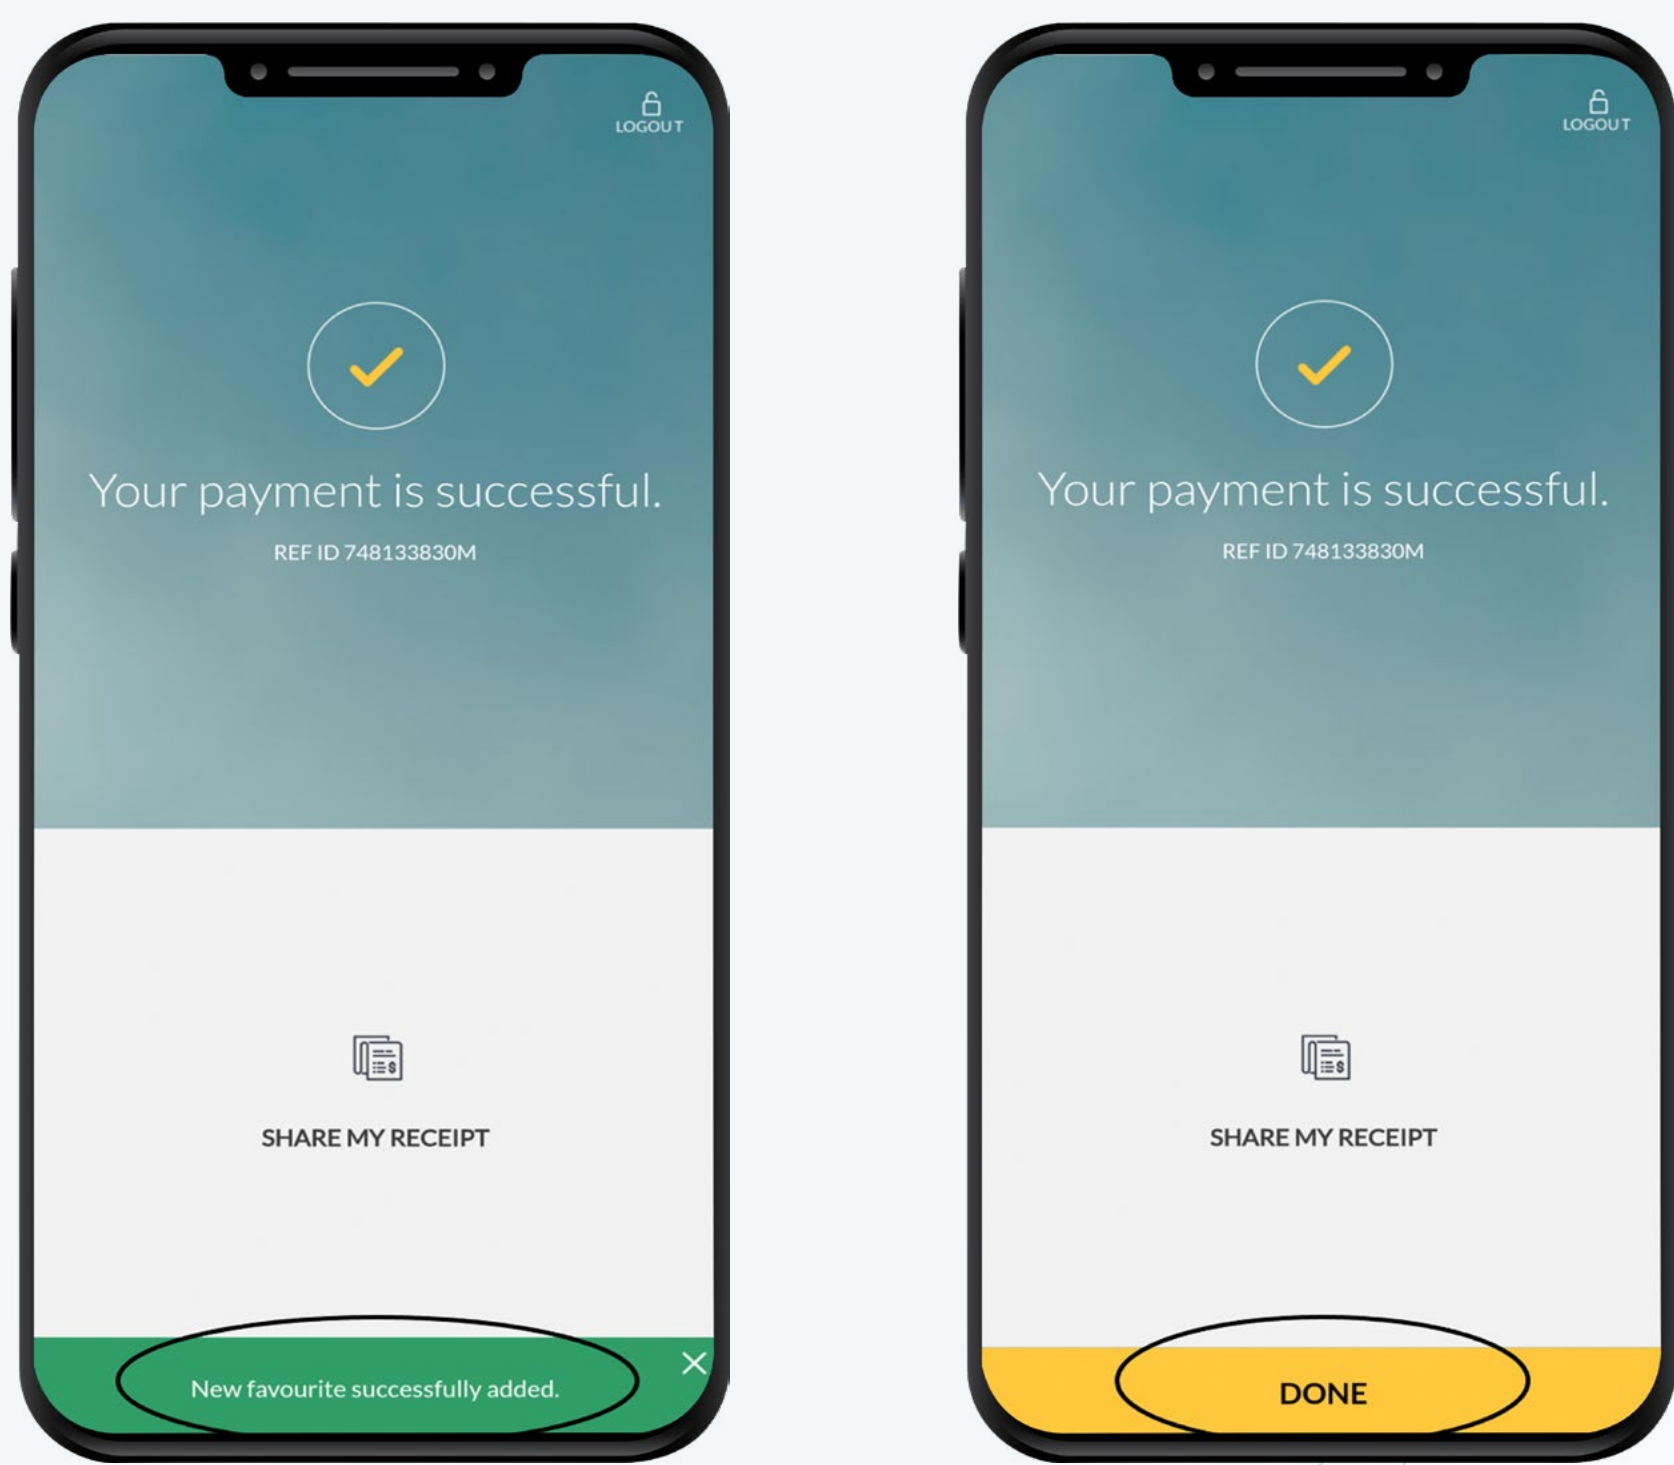 LOGOUT
Your payment is successful.
REF ID 748133830M
SHARE MY RECEIPT
New favourite successfully added.
LOGOUT
Your payment is successful.
REF ID 748133830M
SHARE MY RECEIPT
DONE